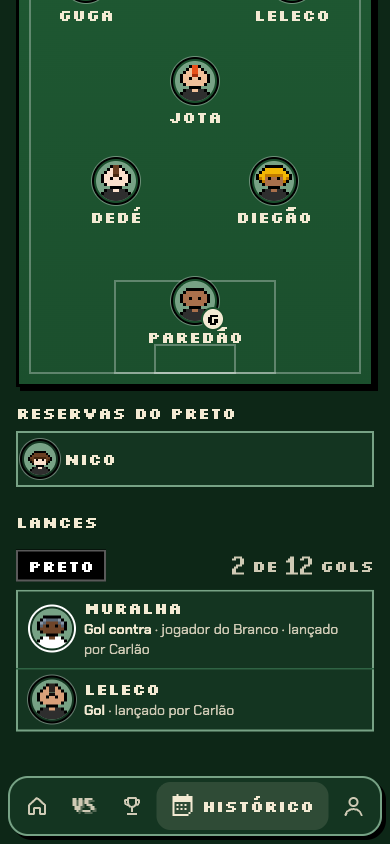 GUGA LELECO
JOTA
DEDÉ DIEGÃO
G
PAREDÃO
RESERVAS DO PRETO
NICO
LANCES
PRETO 2 DE 12 GOLS
MURALHA
Gol contra · jogador do Branco · lançado
por Carlão
LELECO
Gol · lançado por Carlão
VS HISTÓRICO